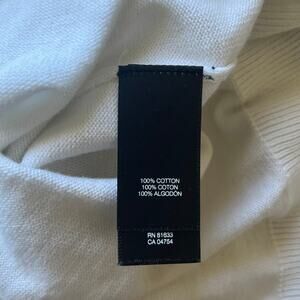 100% COTTON
100% COTON
100% ALGODÓN
RN 81633
CA 04754